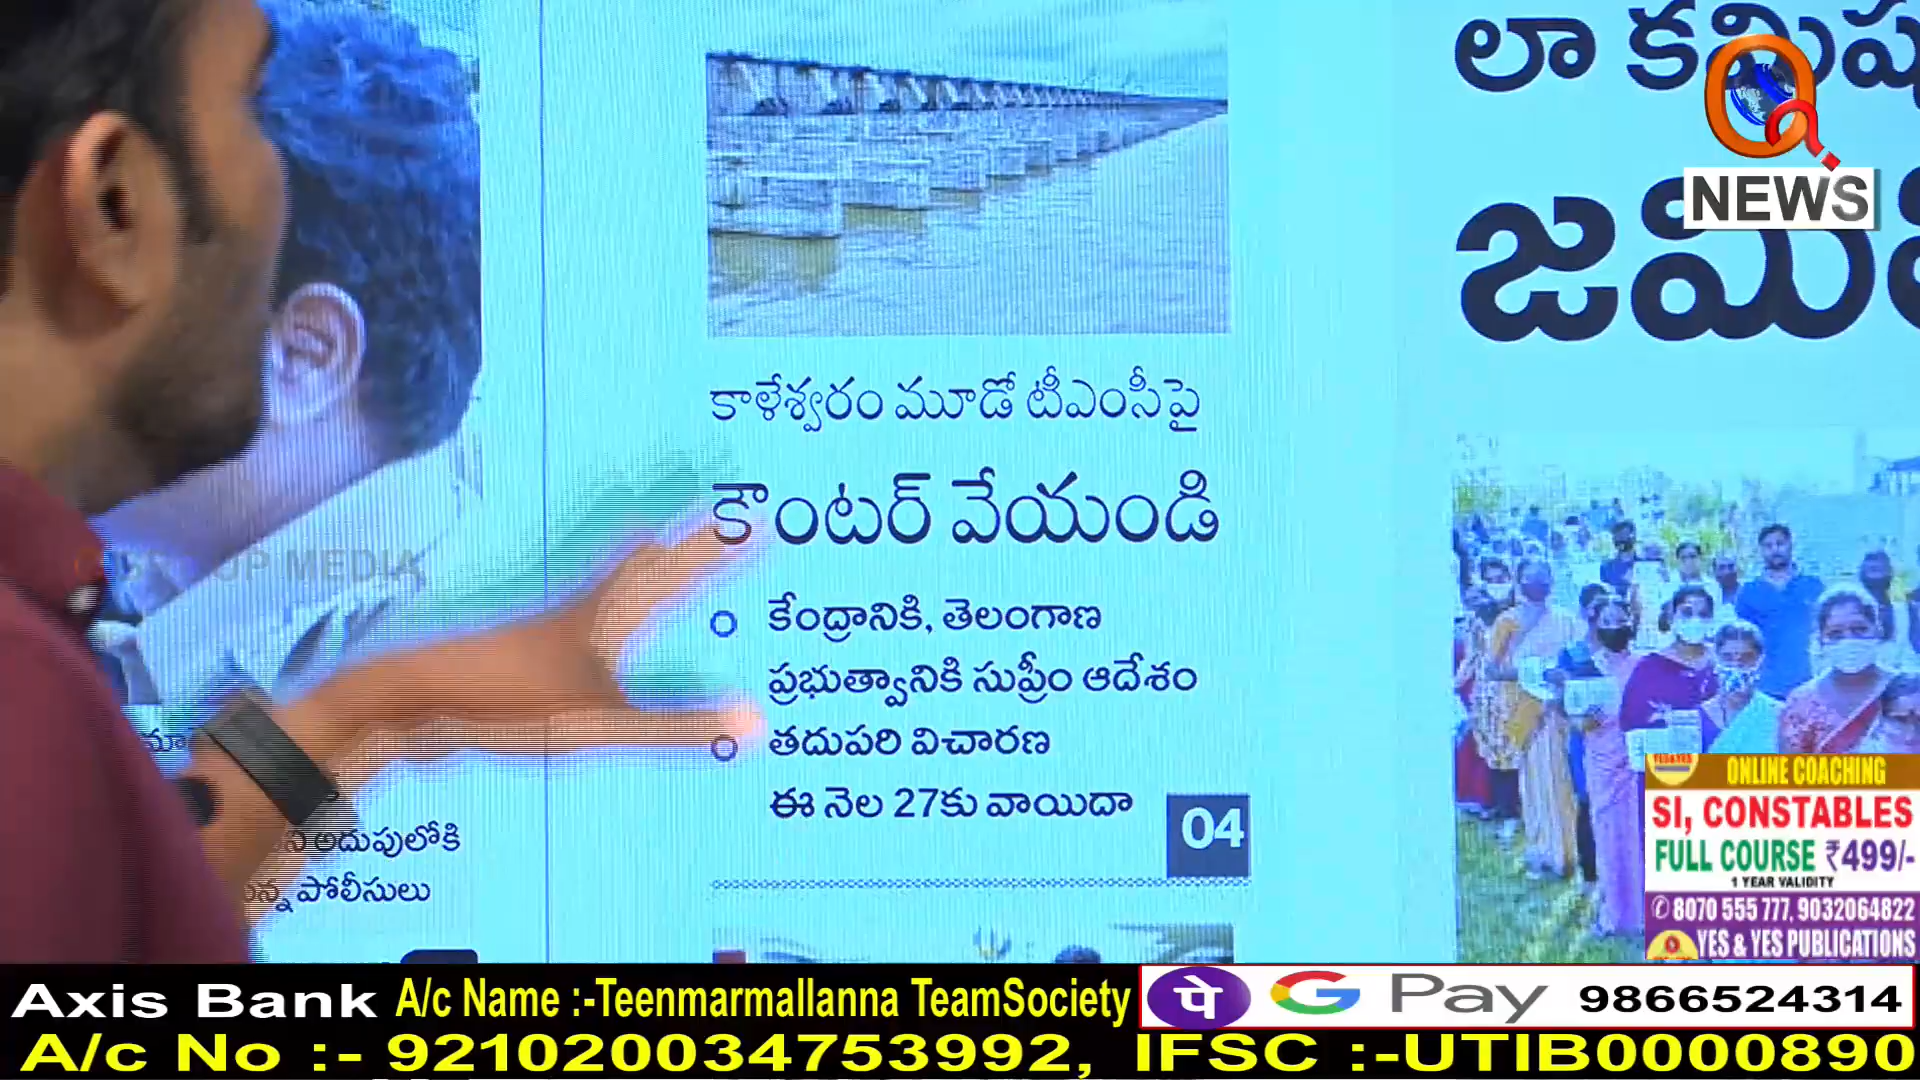 లా కమిష
NEWS
జమిలి
కాళేశ్వరం మూడో టీఎంసీపై
కౌంటర్ వేయండి
కేంద్రానికి, తెలంగాణ
ప్రభుత్వానికి సుప్రీం ఆదేశం
తదుపరి విచారణ
ఈ నెల 27కు వాయిదా
04
అదుపులోకి
పోలీసులు
ONLINE COACHING
SI, CONSTABLES
FULL COURSE ₹499/-
1 YEAR VALIDITY
8070 555 777, 9032064822
YES & YES PUBLICATIONS
Axis Bank A/c Name :-Teenmarmallanna TeamSociety
पे G Pay 9866524314
A/c No :- 921020034753992, IFSC :-UTIB0000890